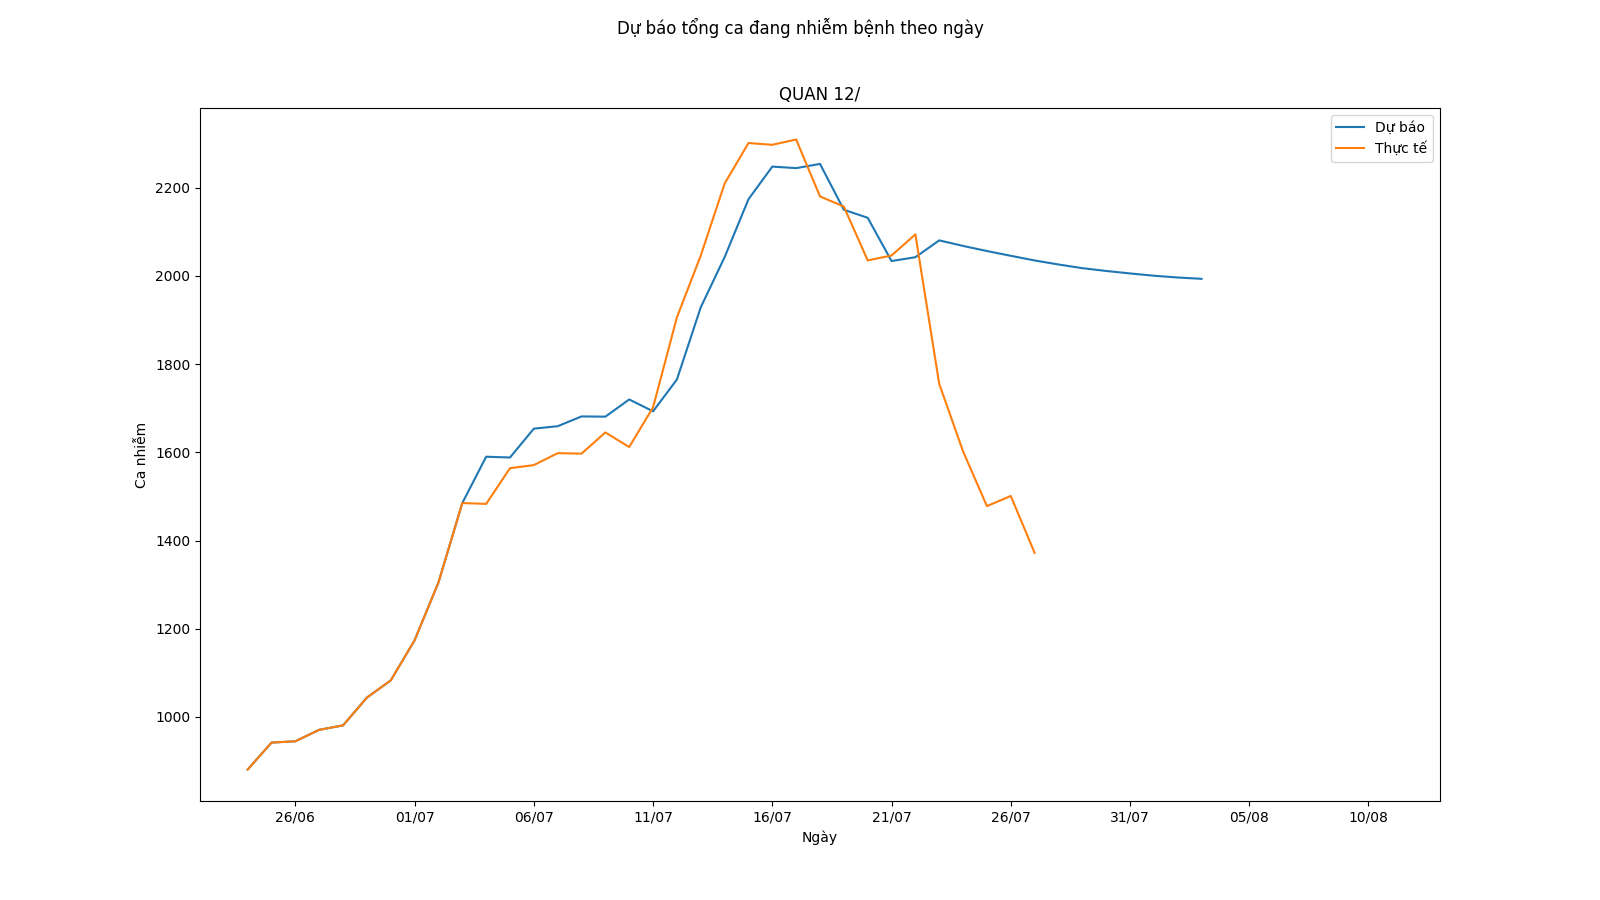 Dự báo tổng ca đang nhiễm bệnh theo ngày
QUAN 12/
Dự báo
Thực tế
2200
2000
1800
1600
1400
1200
1000
Ca nhiễm
26/06 01/07 06/07 11/07 16/07 21/07 26/07 31/07 05/08 10/08
Ngày